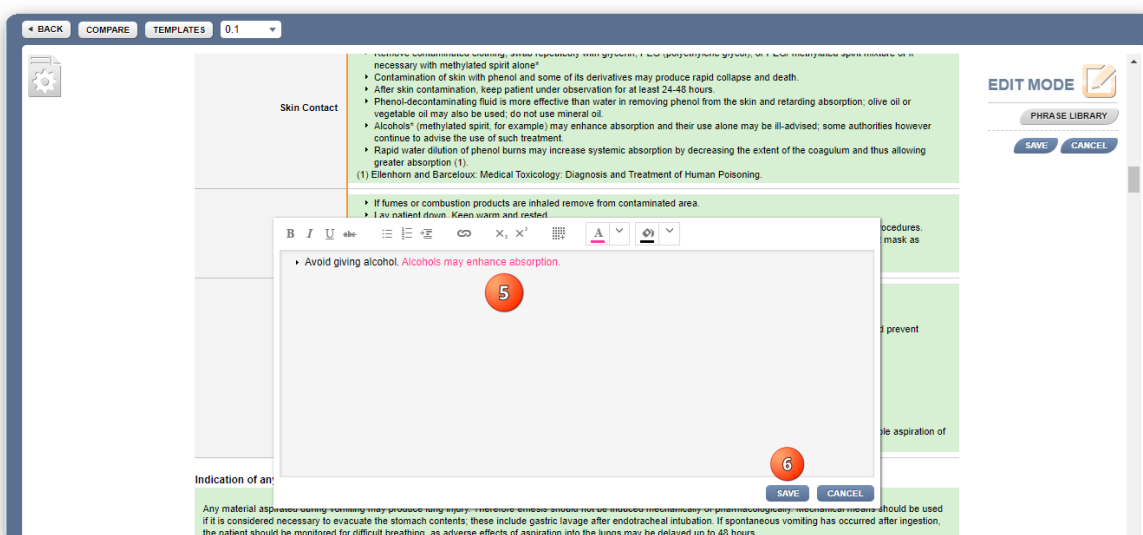 BACK COMPARE TEMPLATES 0.1
necessary with methylated spirit alone*
Contamination of skin with phenol and some of its derivatives may produce rapid collapse and death.
After skin contamination, keep patient under observation for at least 24-48 hours.
Skin Contact
Phenol-decontaminating fluid is more effective than water in removing phenol from the skin and retarding absorption; olive oil or
vegetable oil may also be used; do not use mineral oil.
Alcohols* (methylated spirit, for example) may enhance absorption and their use alone may be ill-advised; some authorities however
continue to advise the use of such treatment.
Rapid water dilution of phenol burns may increase systemic absorption by decreasing the extent of the coagulum and thus allowing
greater absorption (1).
(1) Ellenhorn and Barceloux: Medical Toxicology: Diagnosis and Treatment of Human Poisoning.
EDIT MODE
PHRASE LIBRARY
SAVE CANCEL
If fumes or combustion products are inhaled remove from contaminated area.
Lay patient down. Keep warm and rested.
ocedures.
mask as
B I U abc X₂ X² A
Avoid giving alcohol. Alcohols may enhance absorption.
5
d prevent
ble aspiration of
6
SAVE CANCEL
Indication of any
Any material aspirated during vomiting may produce lung injury. Therefore emesis should not be induced mechanically or pharmacologically. Mechanical means should be used
if it is considered necessary to evacuate the stomach contents; these include gastric lavage after endotracheal intubation. If spontaneous vomiting has occurred after ingestion,
the patient should be monitored for difficult breathing, as adverse effects of aspiration into the lungs may be delayed up to 48 hours.